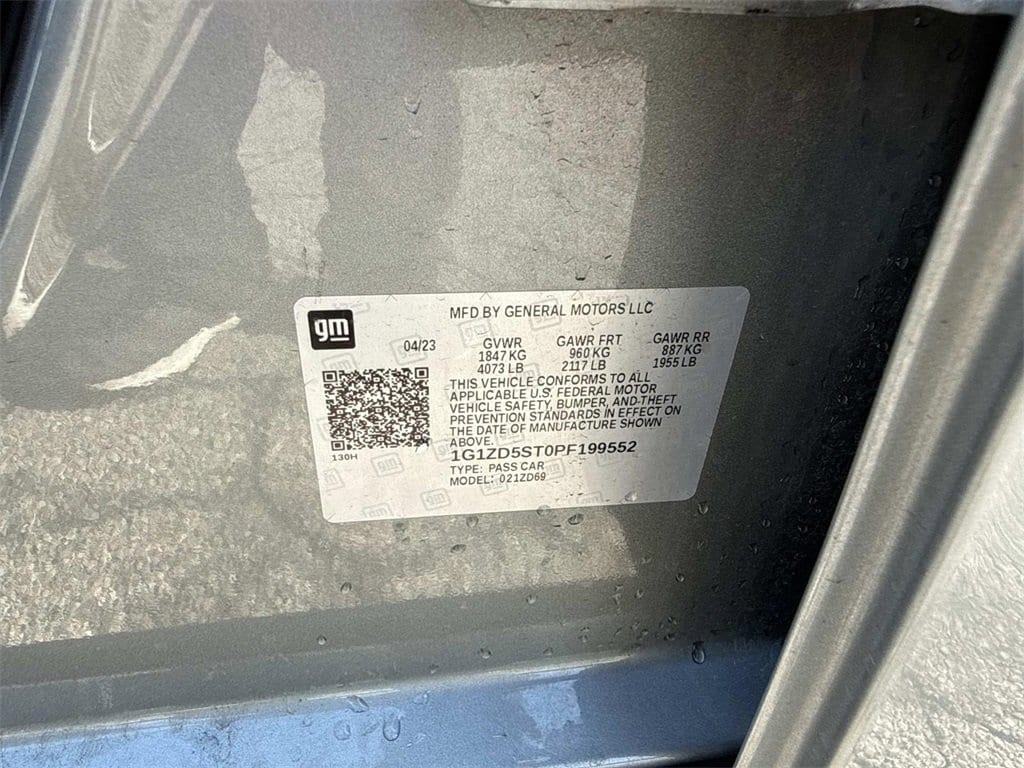 gm
MFD BY GENERAL MOTORS LLC
04/23 GVWR GAWR FRT GAWR RR
1847 KG 960 KG 887 KG
4073 LB 2117 LB 1955 LB
THIS VEHICLE CONFORMS TO ALL
APPLICABLE U.S. FEDERAL MOTOR
VEHICLE SAFETY, BUMPER, AND-THEFT
PREVENTION STANDARDS IN EFFECT ON
THE DATE OF MANUFACTURE SHOWN
ABOVE.
130H
1G1ZD5ST0PF199552
TYPE: PASS CAR
MODEL: 021ZD69